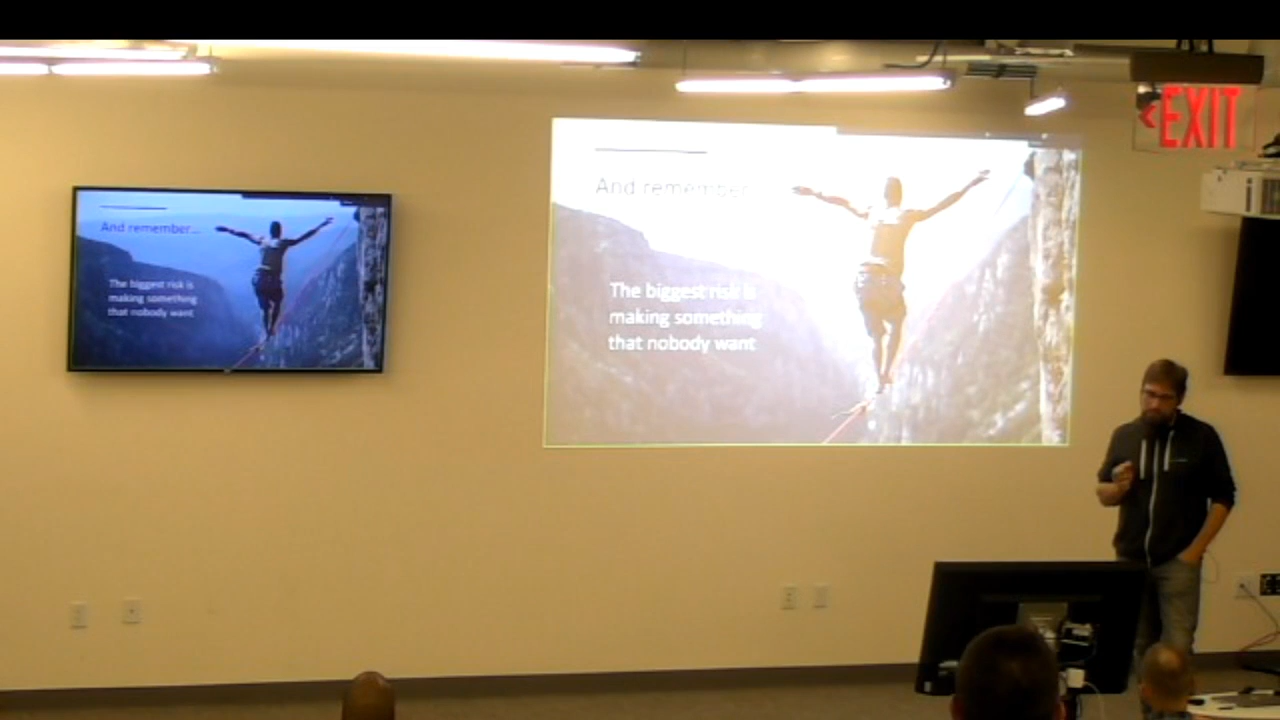 And remember...
The biggest risk is
making something
that nobody want
And remember...
The biggest risk is
making something
that nobody want
EXIT